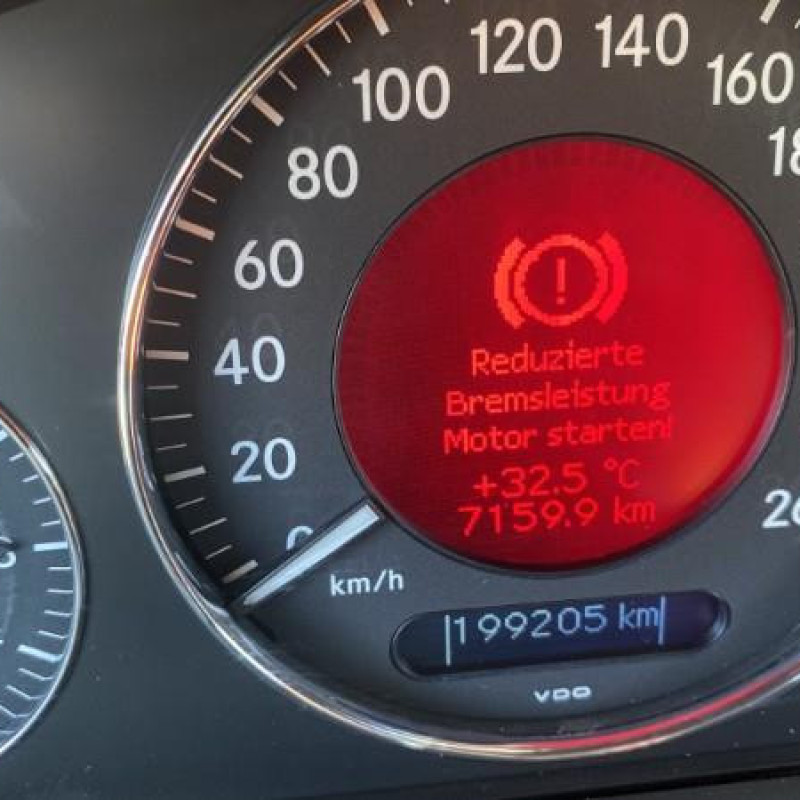 120 140
100 160
80
60
40
20
0
km/h
!
Reduzierte
Bremsleistung
Motor starten!
+32.5 °C
7159.9 km
199205 km
VDO